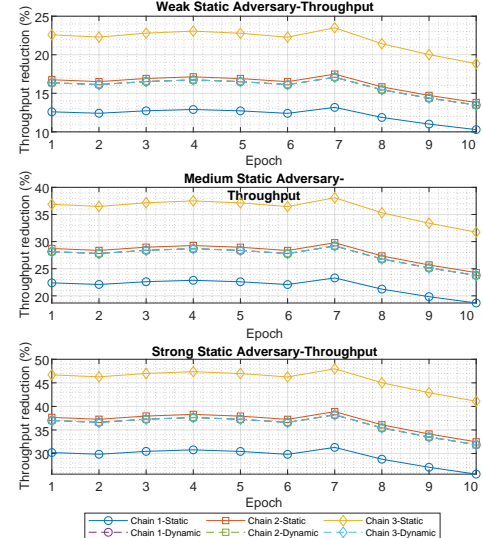 Weak Static Adversary-Throughput
Throughput reduction (%)
25
20
15
10
1 2 3 4 5 6 7 8 9 10
Epoch
Medium Static Adversary-
Throughput
Throughput reduction (%)
40
35
30
25
20
1 2 3 4 5 6 7 8 9 10
Epoch
Strong Static Adversary-Throughput
Throughput reduction (%)
50
45
40
35
30
1 2 3 4 5 6 7 8 9 10
Epoch
Chain 1-Static Chain 2-Static Chain 3-Static
Chain 1-Dynamic Chain 2-Dynamic Chain 3-Dynamic